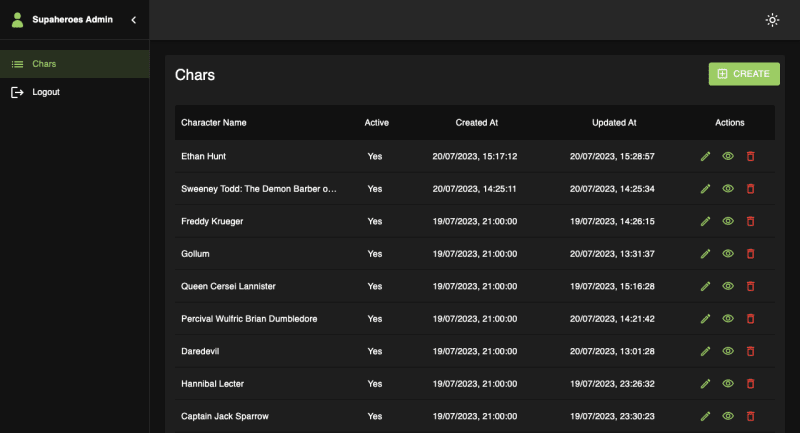 Supaheroes Admin
Chars
Logout
Chars
CREATE
Character Name Active Created At Updated At Actions
Ethan Hunt Yes 20/07/2023, 15:17:12 20/07/2023, 15:28:57
Sweeney Todd: The Demon Barber o... Yes 20/07/2023, 14:25:11 20/07/2023, 14:25:34
Freddy Krueger Yes 19/07/2023, 21:00:00 19/07/2023, 14:26:15
Gollum Yes 19/07/2023, 21:00:00 20/07/2023, 13:31:37
Queen Cersei Lannister Yes 19/07/2023, 21:00:00 19/07/2023, 15:16:28
Percival Wulfric Brian Dumbledore Yes 19/07/2023, 21:00:00 20/07/2023, 14:21:42
Daredevil Yes 19/07/2023, 21:00:00 20/07/2023, 13:01:28
Hannibal Lecter Yes 19/07/2023, 21:00:00 19/07/2023, 23:26:32
Captain Jack Sparrow Yes 19/07/2023, 21:00:00 19/07/2023, 23:30:23